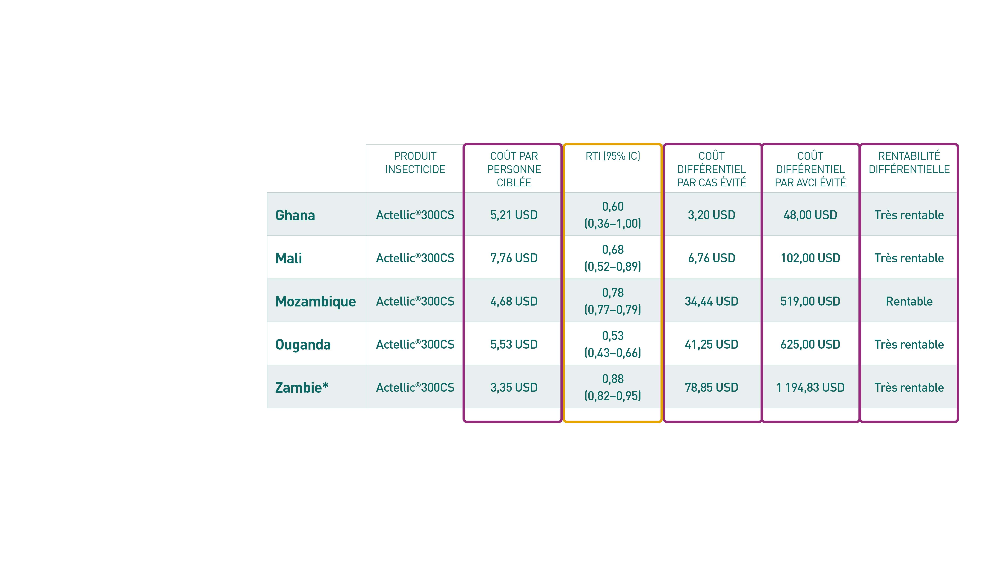 PRODUIT
INSECTICIDE
COÛT PAR
PERSONNE
CIBLÉE
RTI (95% IC)
COÛT
DIFFÉRENTIEL
PAR CAS ÉVITÉ
COÛT
DIFFÉRENTIEL
PAR AVCI ÉVITÉ
RENTABILITÉ
DIFFÉRENTIELLE
Ghana
Actellic®300CS
5,21 USD
0,60
(0,36–1,00)
3,20 USD
48,00 USD
Très rentable
Mali
Actellic®300CS
7,76 USD
0,68
(0,52–0,89)
6,76 USD
102,00 USD
Très rentable
Mozambique
Actellic®300CS
4,68 USD
0,78
(0,77–0,79)
34,44 USD
519,00 USD
Rentable
Ouganda
Actellic®300CS
5,53 USD
0,53
(0,43–0,66)
41,25 USD
625,00 USD
Très rentable
Zambie*
Actellic®300CS
3,35 USD
0,88
(0,82–0,95)
78,85 USD
1 194,83 USD
Très rentable